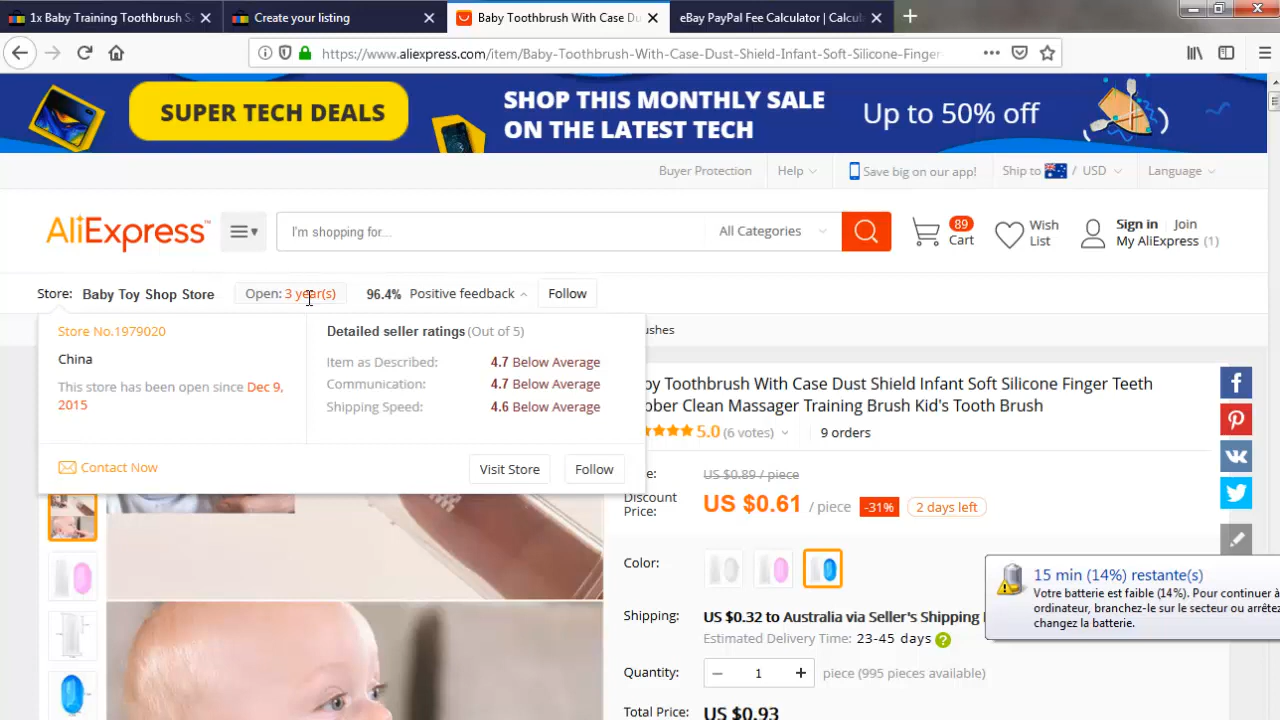 1x Baby Training Toothbrush S
Create your listing
Baby Toothbrush With Case Du
eBay PayPal Fee Calculator | Calcul
https://www.aliexpress.com/item/Baby-Toothbrush-With-Case-Dust-Shield-Infant-Soft-Silicone-Finger-
SUPER TECH DEALS
SHOP THIS MONTHLY SALE
ON THE LATEST TECH
Up to 50% off
Buyer Protection
Help
Save big on our app!
Ship to / USD
Language
AliExpress™
I'm shopping for...
All Categories
89
Cart
Wish
List
Sign in Join
My AliExpress (1)
Store: Baby Toy Shop Store
Open: 3 year(s)
96.4% Positive feedback
Follow
Store No.1979020
China
This store has been open since Dec 9,
2015
Contact Now
Detailed seller ratings (Out of 5)
Item as Described: 4.7 Below Average
Communication: 4.7 Below Average
Shipping Speed: 4.6 Below Average
Visit Store
Follow
ushes
by Toothbrush With Case Dust Shield Infant Soft Silicone Finger Teeth
bber Clean Massager Training Brush Kid's Tooth Brush
5.0 (6 votes) 9 orders
e: US $0.89 / piece
Discount
Price:
US $0.61 / piece -31% 2 days left
Color:
Shipping: US $0.32 to Australia via Seller's Shipping
Estimated Delivery Time: 23-45 days
Quantity: 1 piece (995 pieces available)
Total Price: US $0.93
15 min (14%) restante(s)
Votre batterie est faible (14%). Pour continuer à
ordinateur, branchez-le sur le secteur ou arrête
changez la batterie.